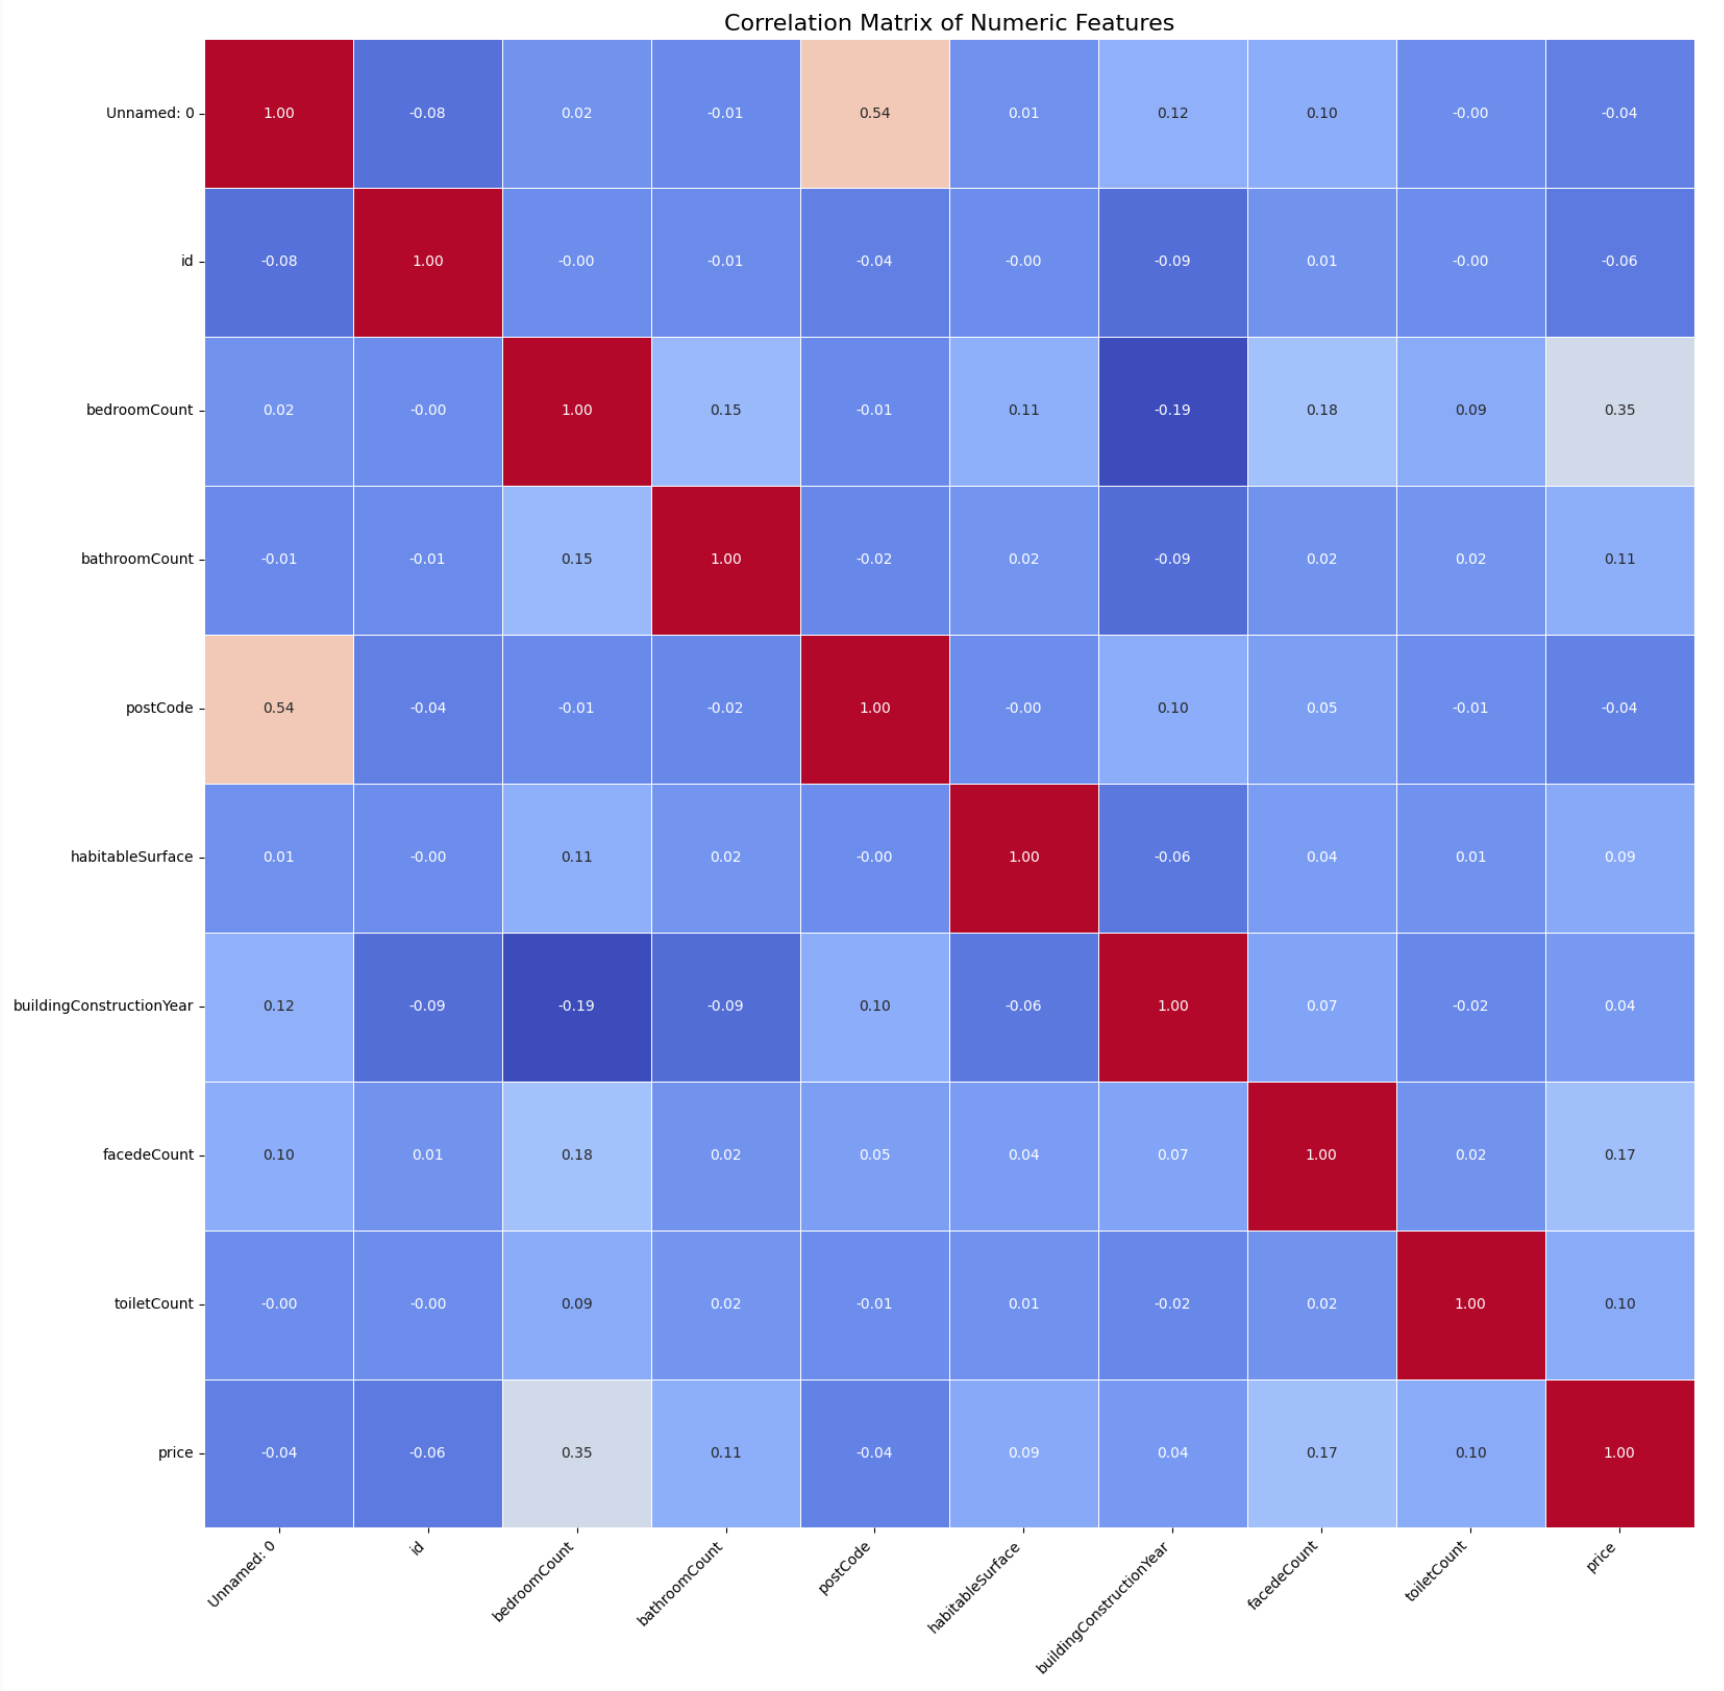 Correlation Matrix of Numeric Features
Unnamed: 0 1.00 -0.08 0.02 -0.01 0.54 0.01 0.12 0.10 -0.00 -0.04
id -0.08 1.00 -0.00 -0.01 -0.04 -0.00 -0.09 0.01 -0.00 -0.06
bedroomCount 0.02 -0.00 1.00 0.15 -0.01 0.11 -0.19 0.18 0.09 0.35
bathroomCount -0.01 -0.01 0.15 1.00 -0.02 0.02 -0.09 0.02 0.02 0.11
postCode 0.54 -0.04 -0.01 -0.02 1.00 -0.00 0.10 0.05 -0.01 -0.04
habitableSurface 0.01 -0.00 0.11 0.02 -0.00 1.00 -0.06 0.04 0.01 0.09
buildingConstructionYear 0.12 -0.09 -0.19 -0.09 0.10 -0.06 1.00 0.07 -0.02 0.04
facedeCount 0.10 0.01 0.18 0.02 0.05 0.04 0.07 1.00 0.02 0.17
toiletCount -0.00 -0.00 0.09 0.02 -0.01 0.01 -0.02 0.02 1.00 0.10
price -0.04 -0.06 0.35 0.11 -0.04 0.09 0.04 0.17 0.10 1.00
Unnamed: 0 id bedroomCount bathroomCount postCode habitableSurface buildingConstructionYear facedeCount toiletCount price